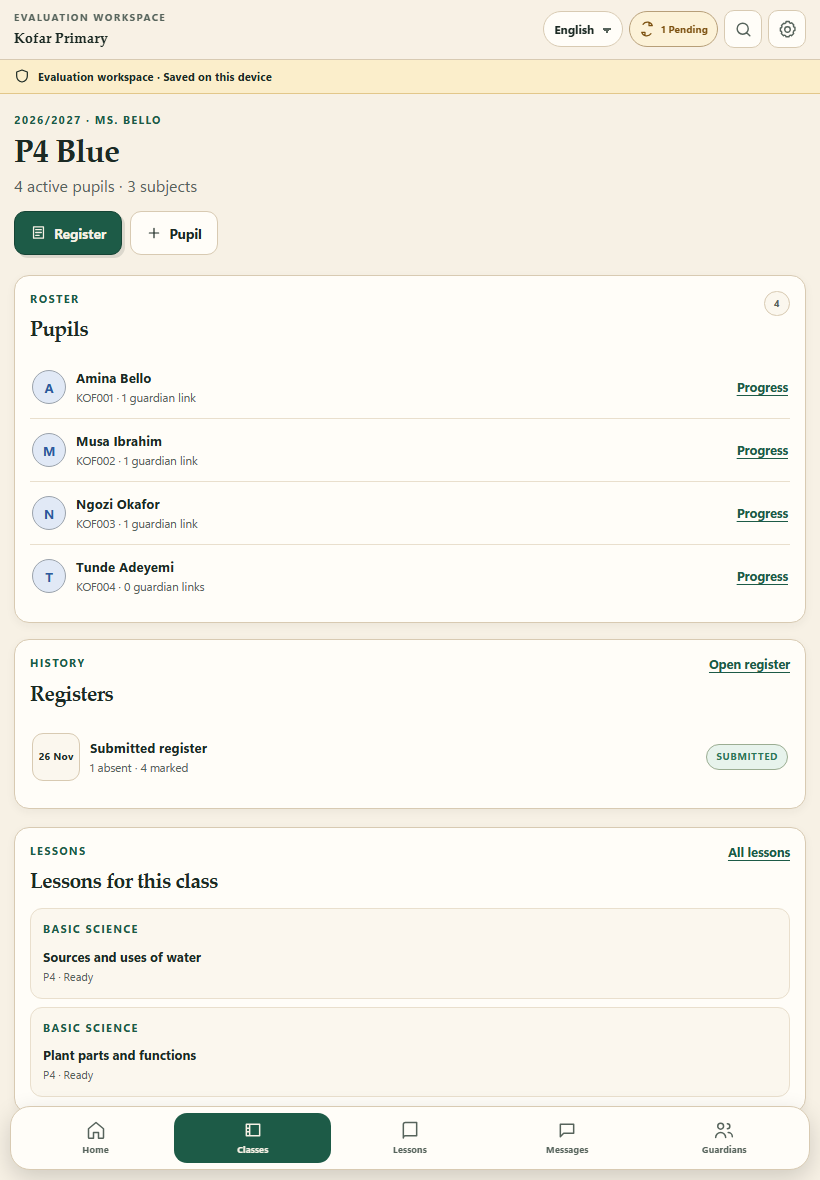 EVALUATION WORKSPACE
Kofar Primary
English
1 Pending
Evaluation workspace · Saved on this device
2026/2027 · MS. BELLO
P4 Blue
4 active pupils · 3 subjects
Register
Pupil
ROSTER
4
Pupils
A
Amina Bello
KOF001 · 1 guardian link
Progress
M
Musa Ibrahim
KOF002 · 1 guardian link
Progress
N
Ngozi Okafor
KOF003 · 1 guardian link
Progress
T
Tunde Adeyemi
KOF004 · 0 guardian links
Progress
HISTORY
Open register
Registers
26 Nov
Submitted register
1 absent · 4 marked
SUBMITTED
LESSONS
All lessons
Lessons for this class
BASIC SCIENCE
Sources and uses of water
P4 · Ready
BASIC SCIENCE
Plant parts and functions
P4 · Ready
Home
Classes
Lessons
Messages
Guardians